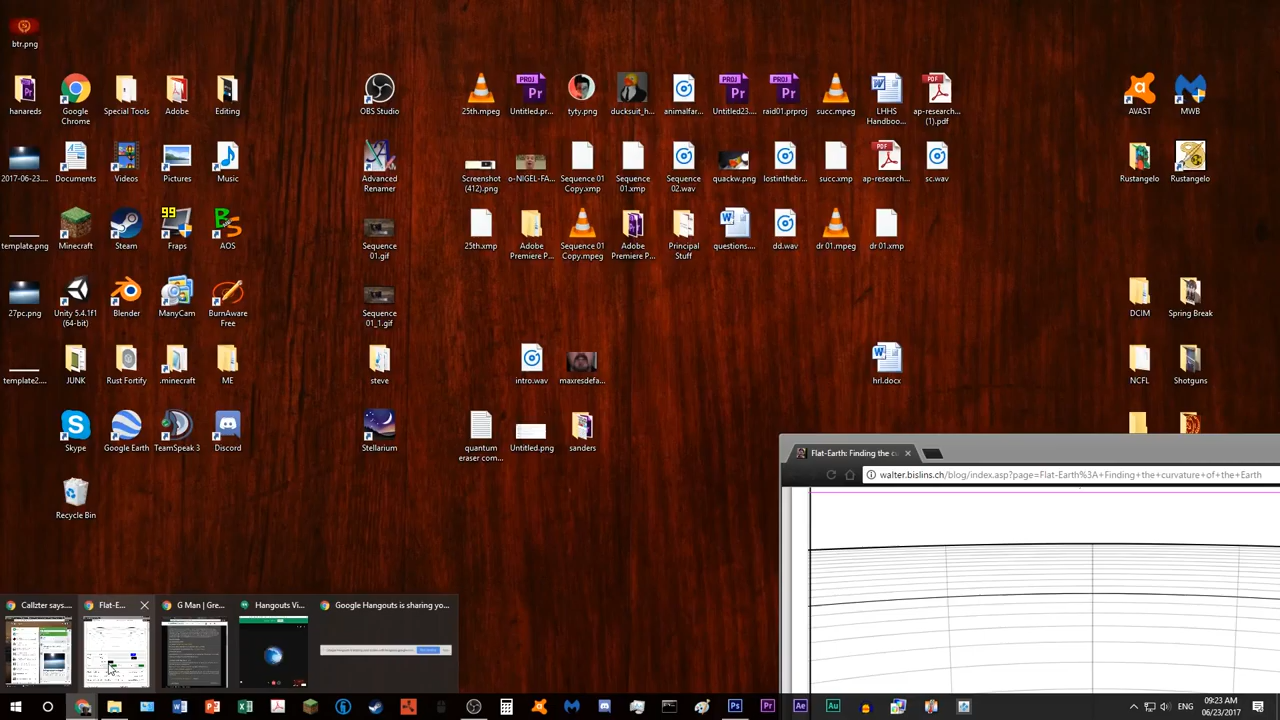 btr.png
hanareds
Google Chrome
Special Tools
Adobe
Editing
OBS Studio
25th.mpeg
Untitled.pr...
tyty.png
ducksuit_h...
animalfar...
Untitled23....
raid01.prproj
succ.mpeg
LHHS Handboo...
ap-research... (1).pdf
AVAST
MWB
2017-06-23....
Documents
Videos
Pictures
Music
Advanced Renamer
Screenshot (412).png
o-NIGEL-FA...
Sequence 01 Copy.xmp
Sequence 01.xmp
Sequence 02.wav
quackw.png
lostinthebr...
succ.xmp
ap-research...
sc.wav
Rustangelo
Rustangelo
template.png
Minecraft
Steam
99
Fraps
AOS
Sequence 01.gif
25th.xmp
Adobe Premiere P...
Sequence 01 Copy.mpeg
Adobe Premiere P...
Principal Stuff
questions....
dd.wav
dr 01.mpeg
dr 01.xmp
27pc.png
Unity 5.4.1f1 (64-bit)
Blender
ManyCam
BurnAware Free
Sequence 01_1.gif
DCIM
Spring Break
template2....
JUNK
Rust Fortify
.minecraft
ME
steve
intro.wav
maxresdefa...
hrl.docx
NCFL
Shotguns
Skype
Google Earth
TeamSpeak 3
Discord
Stellarium
quantum eraser com...
Untitled.png
sanders
Recycle Bin
Flat-Earth: Finding the cu
walter.bislins.ch/blog/index.asp?page=Flat-Earth%3A+Finding+the+curvature+of+the+Earth
Callzter says...
Flat-E...
G Man | Gre...
Hangouts Vi...
Google Hangouts is sharing yo...
ENG
09:23 AM
06/23/2017